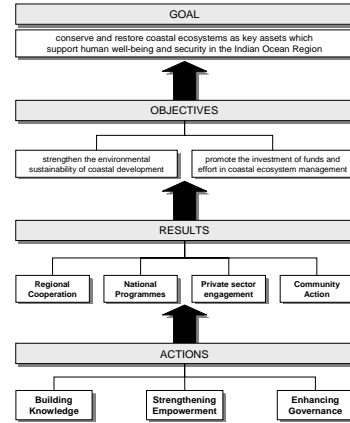 GOAL
conserve and restore coastal ecosystems as key assets which
support human well-being and security in the Indian Ocean Region
OBJECTIVES
strengthen the environmental
sustainability of coastal development
promote the investment of funds and
effort in coastal ecosystem management
RESULTS
Regional
Cooperation
National
Programmes
Private sector
engagement
Community
Action
ACTIONS
Building
Knowledge
Strengthening
Empowerment
Enhancing
Governance